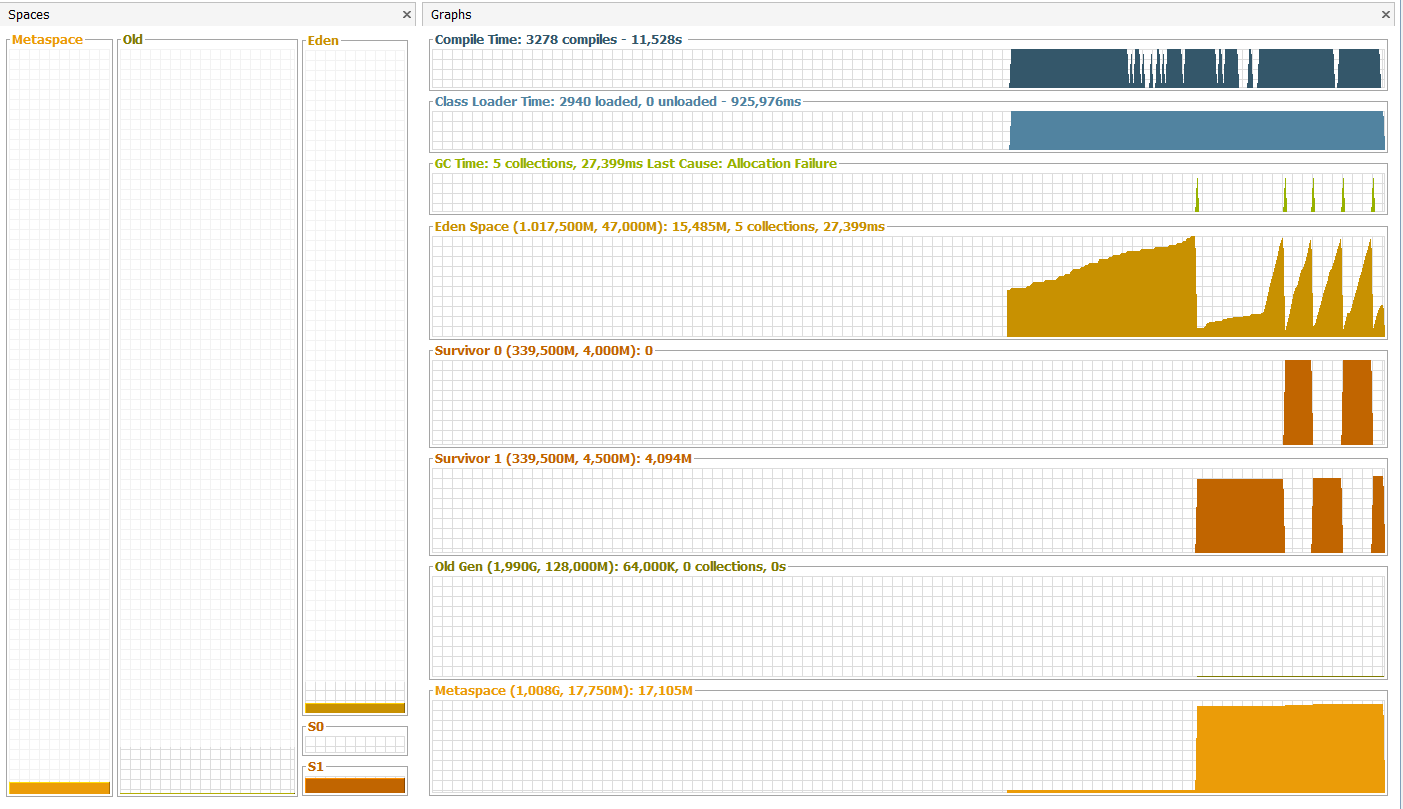 Spaces
Metaspace
Old
Eden
S0
S1
Graphs
Compile Time: 3278 compiles - 11,528s
Class Loader Time: 2940 loaded, 0 unloaded - 925,976ms
GC Time: 5 collections, 27,399ms Last Cause: Allocation Failure
Eden Space (1.017,500M, 47,000M): 15,485M, 5 collections, 27,399ms
Survivor 0 (339,500M, 4,000M): 0
Survivor 1 (339,500M, 4,500M): 4,094M
Old Gen (1,990G, 128,000M): 64,000K, 0 collections, 0s
Metaspace (1,008G, 17,750M): 17,105M